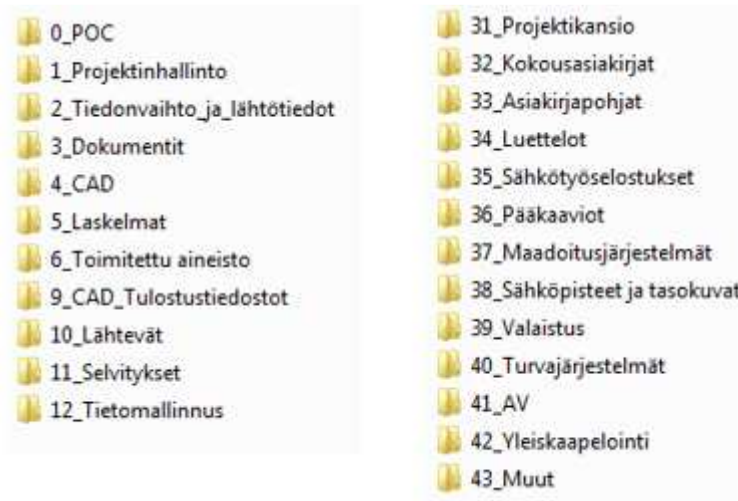 0_POC
1_Projektinhallinto
2_Tiedonvaihto_ja_lähtötiedot
3_Dokumentit
4_CAD
5_Laskelmat
6_Toimitettu aineisto
9_CAD_Tulostustiedostot
10_Lähtevät
11_Selvitykset
12_Tietomallinnus
31_Projektikansio
32_Kokousasiakirjat
33_Asiakirjapohjat
34_Luettelot
35_Sähkötyöselostukset
36_Pääkaaviot
37_Maadoitusjärjestelmät
38_Sähköpisteet ja tasokuvat
39_Valaistus
40_Turvajärjestelmät
41_AV
42_Yleiskaapelointi
43_Muut